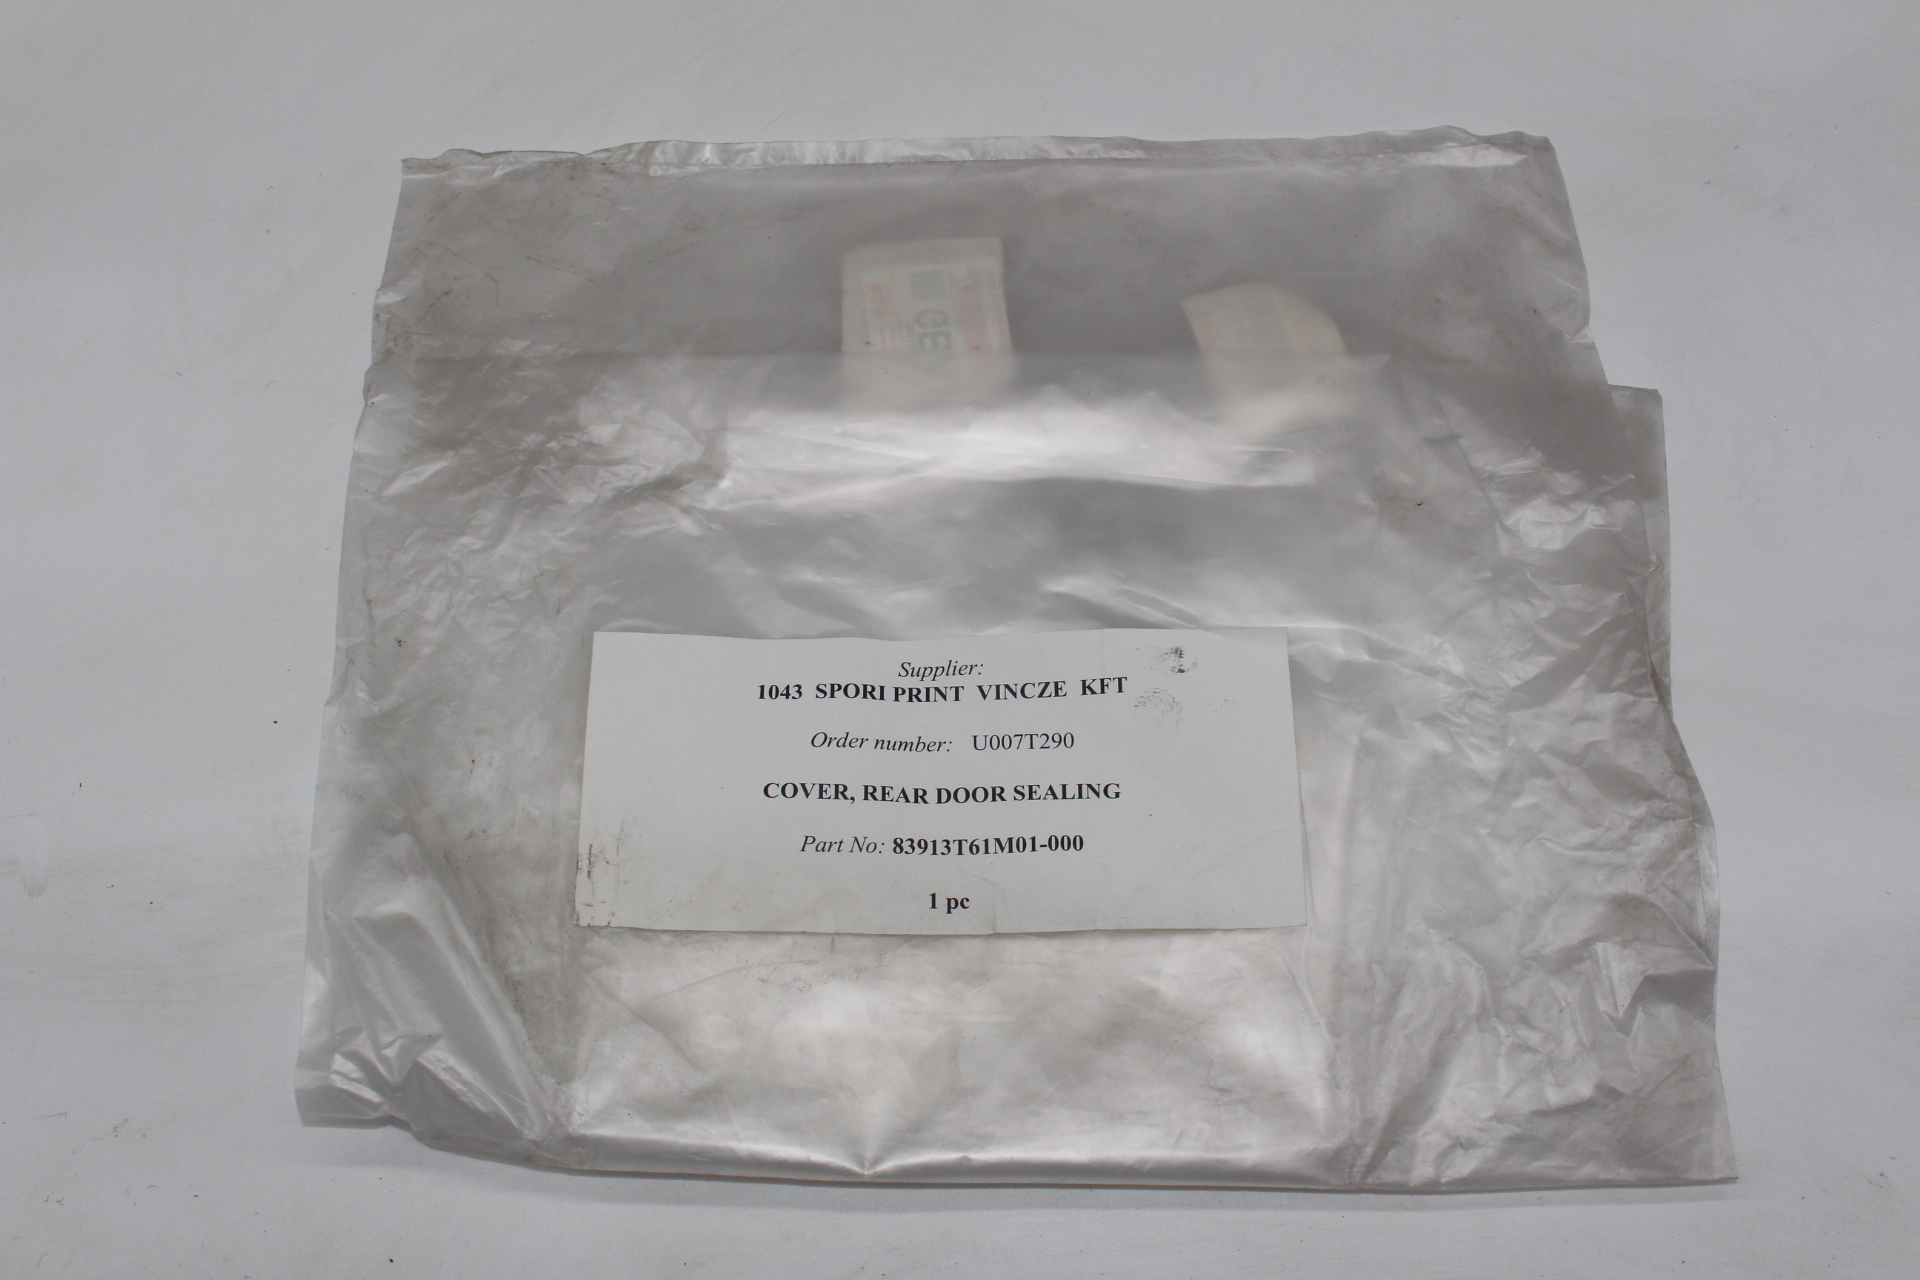 Supplier:
1043 SPORI PRINT VINCZE KFT
Order number: U007T290
COVER, REAR DOOR SEALING
Part No: 83913T61M01-000
1 pc